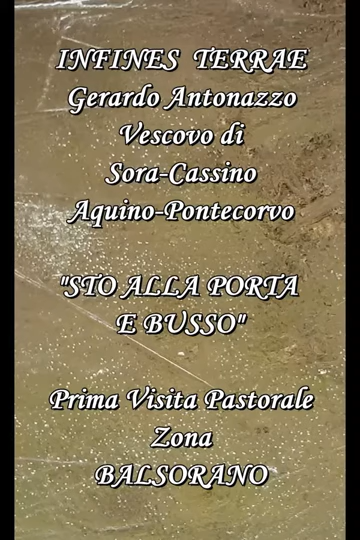 INFINES TERRAE
Gerardo Antonazzo
Vescovo di
Sora-Cassino
Aquino-Pontecorvo
"STO ALLA PORTA
E BUSSO"
Prima Visita Pastorale
Zona
BALSORANO